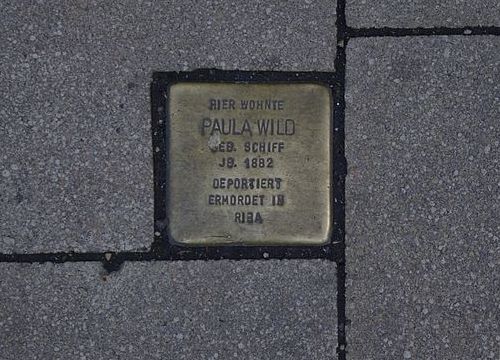 HIER WOHNTE
PAULA WILD
GEB. SCHIFF
JG. 1882
DEPORTIERT
ERMORDET IN
RIGA